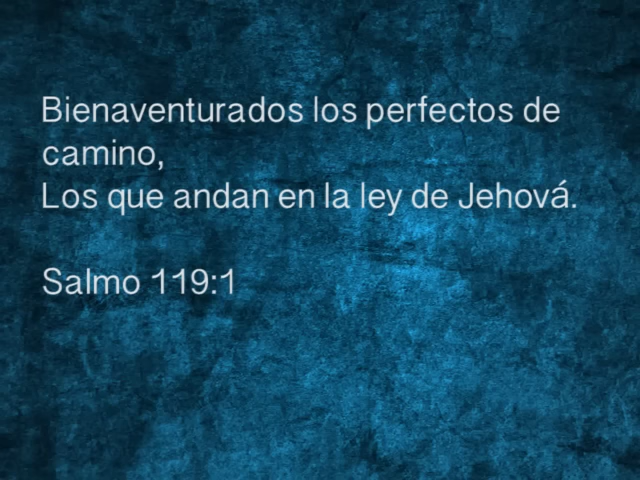 Bienaventurados los perfectos de
camino,
Los que andan en la ley de Jehová.
Salmo 119:1